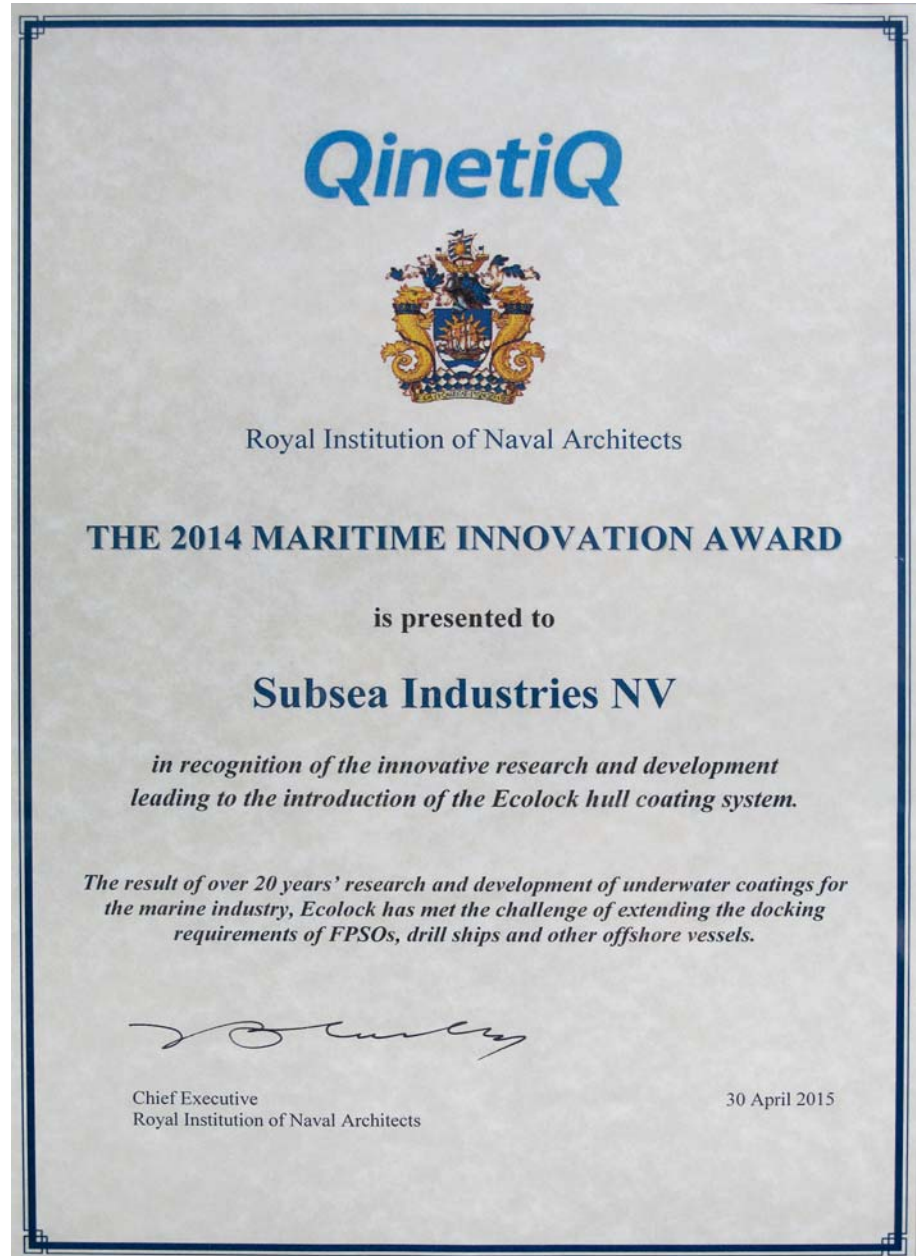 QinetiQ
Royal Institution of Naval Architects
THE 2014 MARITIME INNOVATION AWARD
is presented to
Subsea Industries NV
in recognition of the innovative research and development
leading to the introduction of the Ecolock hull coating system.
The result of over 20 years’ research and development of underwater coatings for
the marine industry, Ecolock has met the challenge of extending the docking
requirements of FPSOs, drill ships and other offshore vessels.
Chief Executive
30 April 2015
Royal Institution of Naval Architects